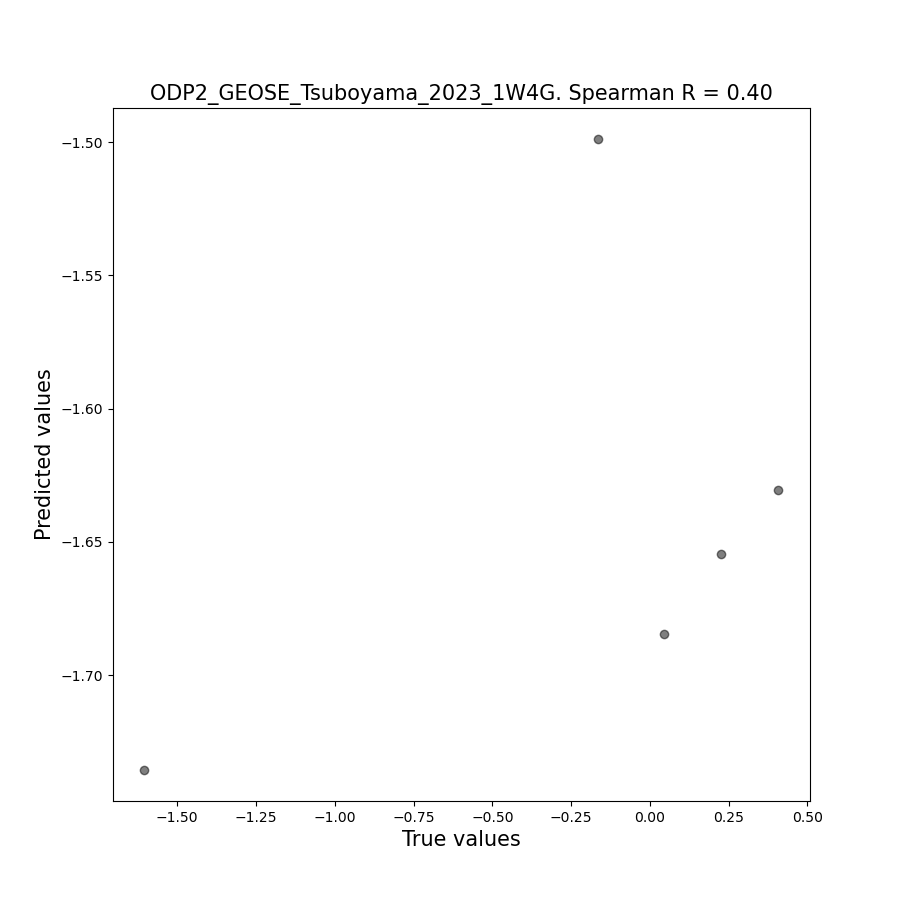 ODP2_GEOSE_Tsuboyama_2023_1W4G. Spearman R = 0.40
−1.50
−1.55
−1.60
−1.65
−1.70
Predicted values
−1.50 −1.25 −1.00 −0.75 −0.50 −0.25 0.00 0.25 0.50
True values